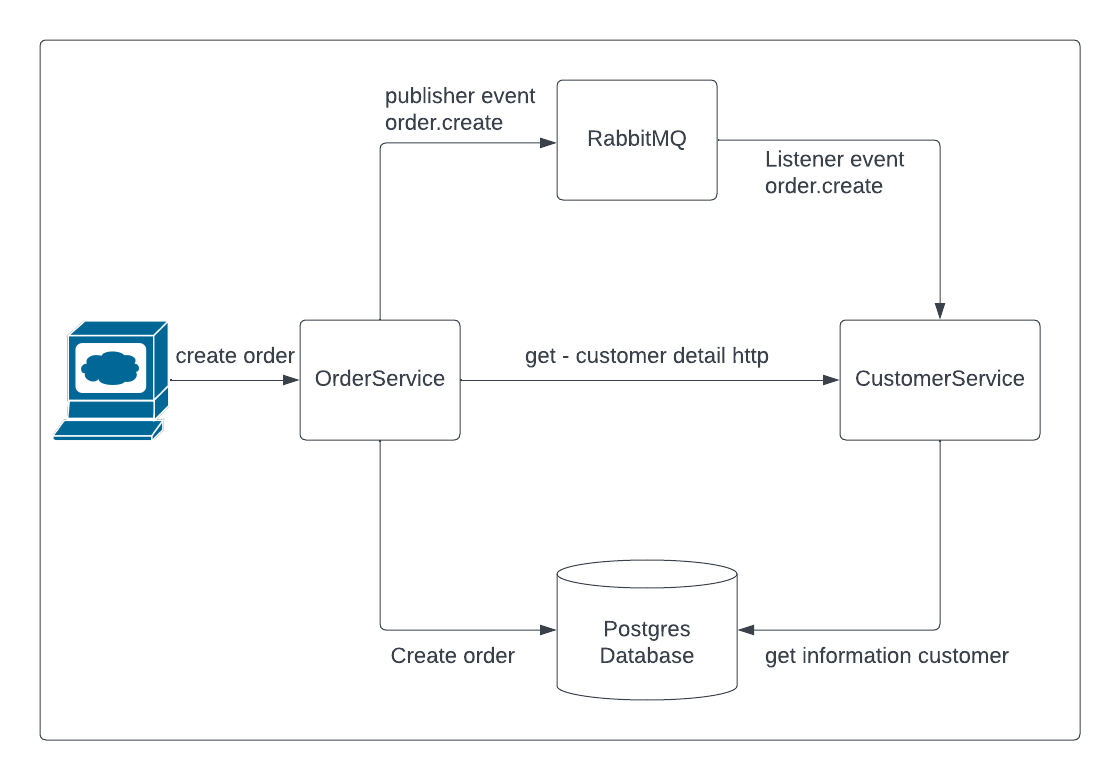 publisher event
order.create
RabbitMQ
Listener event
order.create
create order
OrderService
get - customer detail http
CustomerService
Postgres
Database
Create order
get information customer